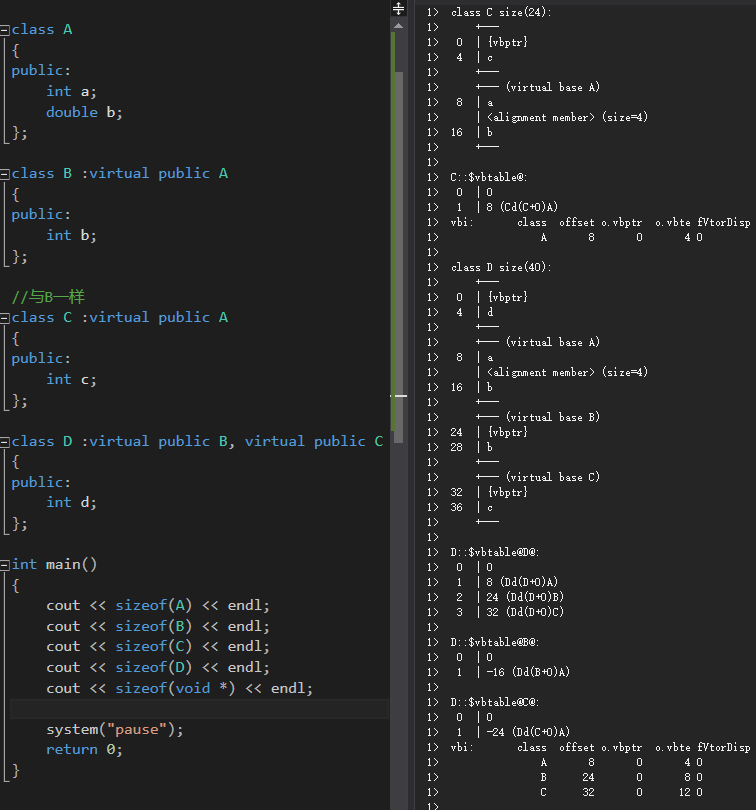 class A
{
public:
    int a;
    double b;
};
class B :virtual public A
{
public:
    int b;
};
//与B一样
class C :virtual public A
{
public:
    int c;
};
class D :virtual public B, virtual public C
{
public:
    int d;
};
int main()
{
    cout << sizeof(A) << endl;
    cout << sizeof(B) << endl;
    cout << sizeof(C) << endl;
    cout << sizeof(D) << endl;
    cout << sizeof(void *) << endl;
    system("pause");
    return 0;
}
1>  class C size(24):
1>      +---
1>   0  | {vbptr}
1>   4  | c
1>      +---
1>      +--- (virtual base A)
1>   8  | a
1>      | <alignment member> (size=4)
1>  16  | b
1>      +---
1>
1>  C::$vbtable@:
1>   0  | 0
1>   1  | 8 (Cd(C+0)A)
1>  vbi:       class  offset o.vbptr  o.vbte fVtorDisp
1>                 A       8       0       4 0
1>
1>  class D size(40):
1>      +---
1>   0  | {vbptr}
1>   4  | d
1>      +---
1>      +--- (virtual base A)
1>   8  | a
1>      | <alignment member> (size=4)
1>  16  | b
1>      +---
1>      +--- (virtual base B)
1>  24  | {vbptr}
1>  28  | b
1>      +---
1>      +--- (virtual base C)
1>  32  | {vbptr}
1>  36  | c
1>      +---
1>
1>  D::$vbtable@D@:
1>   0  | 0
1>   1  | 8 (Dd(D+0)A)
1>   2  | 24 (Dd(D+0)B)
1>   3  | 32 (Dd(D+0)C)
1>
1>  D::$vbtable@B@:
1>   0  | 0
1>   1  | -16 (Dd(B+0)A)
1>
1>  D::$vbtable@C@:
1>   0  | 0
1>   1  | -24 (Dd(C+0)A)
1>  vbi:       class  offset o.vbptr  o.vbte fVtorDisp
1>                 A       8       0       4 0
1>                 B      24       0       8 0
1>                 C      32       0      12 0
1>